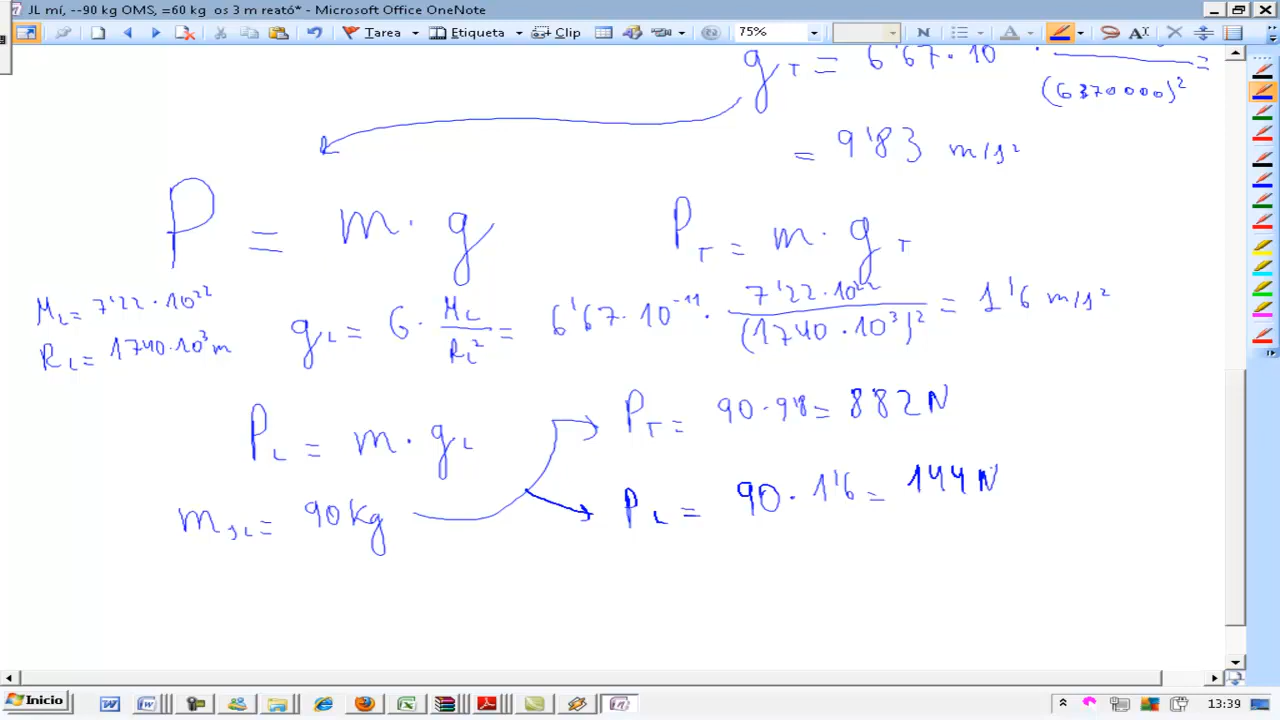 JL mí, --90 kg OMS, =60 kg os 3 m reató* - Microsoft Office OneNote
Tarea Etiqueta Clip 75% N
g_T = 6'67 · 10 ·
(6370000)² =
= 9'83 m/s²
P = m · g
P_T = m · g_T
M_L = 7'22 · 10²²
R_L = 1740 · 10³ m
g_L = G · M_L / R_L² = 6'67 · 10⁻¹¹ · 7'22 · 10²² / (1740 · 10³)² = 1'6 m/s²
P_L = m · g_L
P_T = 90 · 9'8 = 882 N
m_JL = 90 kg
P_L = 90 · 1'6 = 144 N
Inicio 13:39